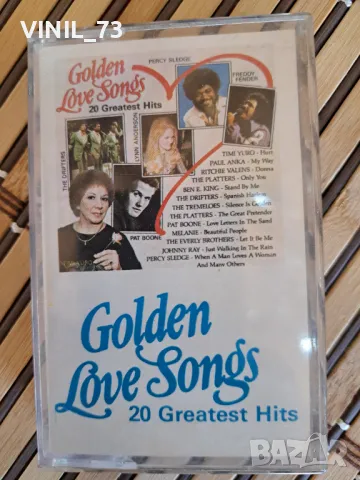 VINIL_73
PERCY SLEDGE
Golden
Love Songs
20 Greatest Hits
FREDDY
FENDER
LYNN ANDERSON
THE DRIFTERS
PAT BOONE
TIMI YURO - Hurt
PAUL ANKA - My Way
RITCHIE VALENS - Donna
THE PLATTERS - Only You
BEN E. KING - Stand By Me
THE DRIFTERS - Spanish Harlem
THE TREMELOES - Silence Is Golden
THE PLATTERS - The Great Pretender
PAT BOONE - Love Letters In The Sand
MELANIE - Beautiful People
THE EVERLY BROTHERS - Let It Be Me
JOHNNY RAY - Just Walking In The Rain
PERCY SLEDGE - When A Man Loves A Woman
And Many Others
Golden
Love Songs
20 Greatest Hits
BAZAR
bg